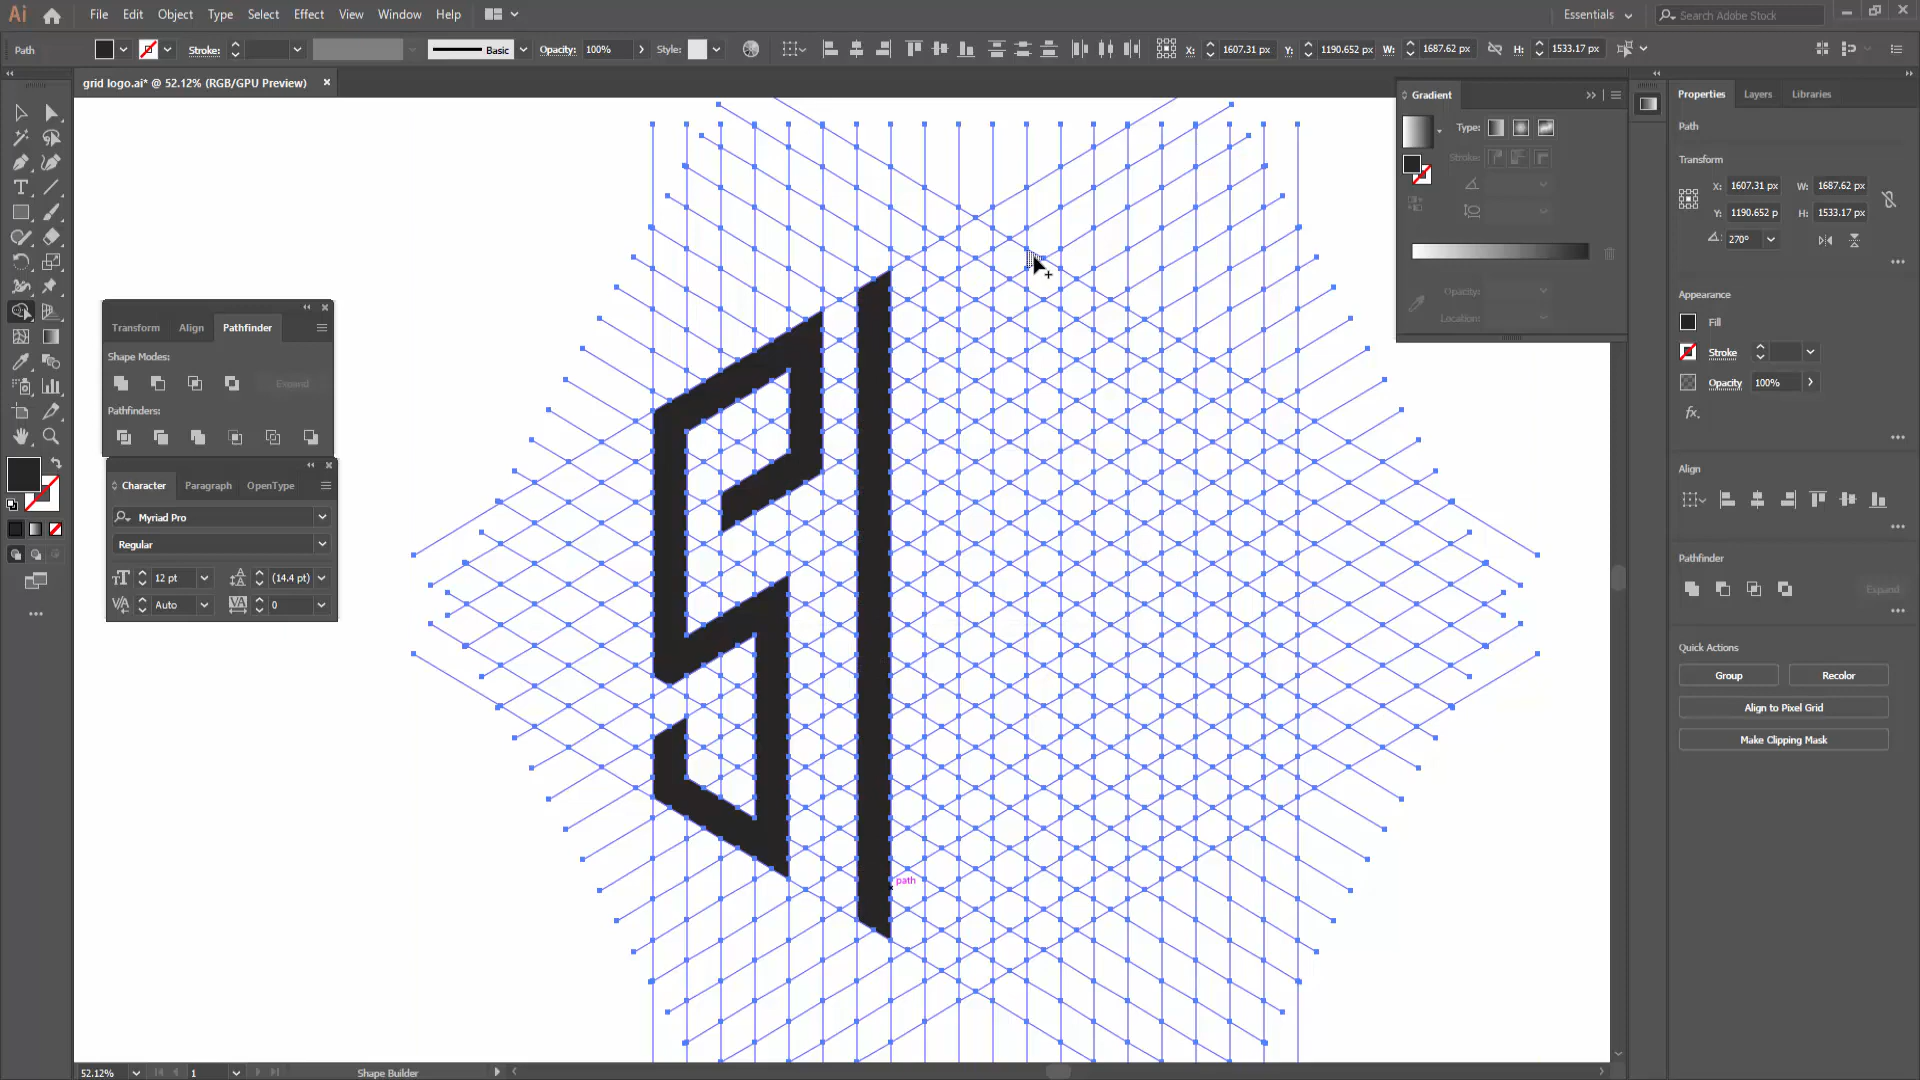 Ai File Edit Object Type Select Effect View Window Help Essentials Search Adobe Stock
Path Stroke: Basic Opacity: 100% Style: X: 1607.31 px Y: 1190.652 px W: 1687.62 px H: 1533.17 px
grid logo.ai* @ 52.12% (RGB/GPU Preview)
Gradient
Type:
Stroke:
Opacity:
Location:
Properties Layers Libraries
Path
Transform
X: 1607.31 px W: 1687.62 px
Y: 1190.652 p H: 1533.17 px
270°
Appearance
Fill
Stroke
Opacity 100%
fx.
Align
Pathfinder
Expand
Quick Actions
Group Recolor
Align to Pixel Grid
Make Clipping Mask
Transform Align Pathfinder
Shape Modes:
Expand
Pathfinders:
Character Paragraph OpenType
Myriad Pro
Regular
12 pt (14.4 pt)
Auto 0
path
52.12% 1 Shape Builder